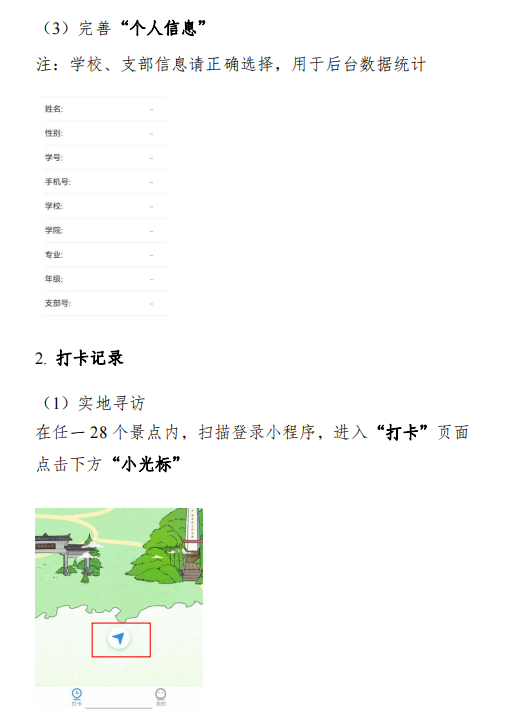 （3）完善“个人信息”
注：学校、支部信息请正确选择，用于后台数据统计
姓名: -
性别: -
学号: -
手机号: -
学校: -
学院: -
专业: -
年级: -
支部号: -
2. 打卡记录
（1）实地寻访
在任一 28 个景点内，扫描登录小程序，进入“打卡”页面
点击下方“小光标”
打卡
我的